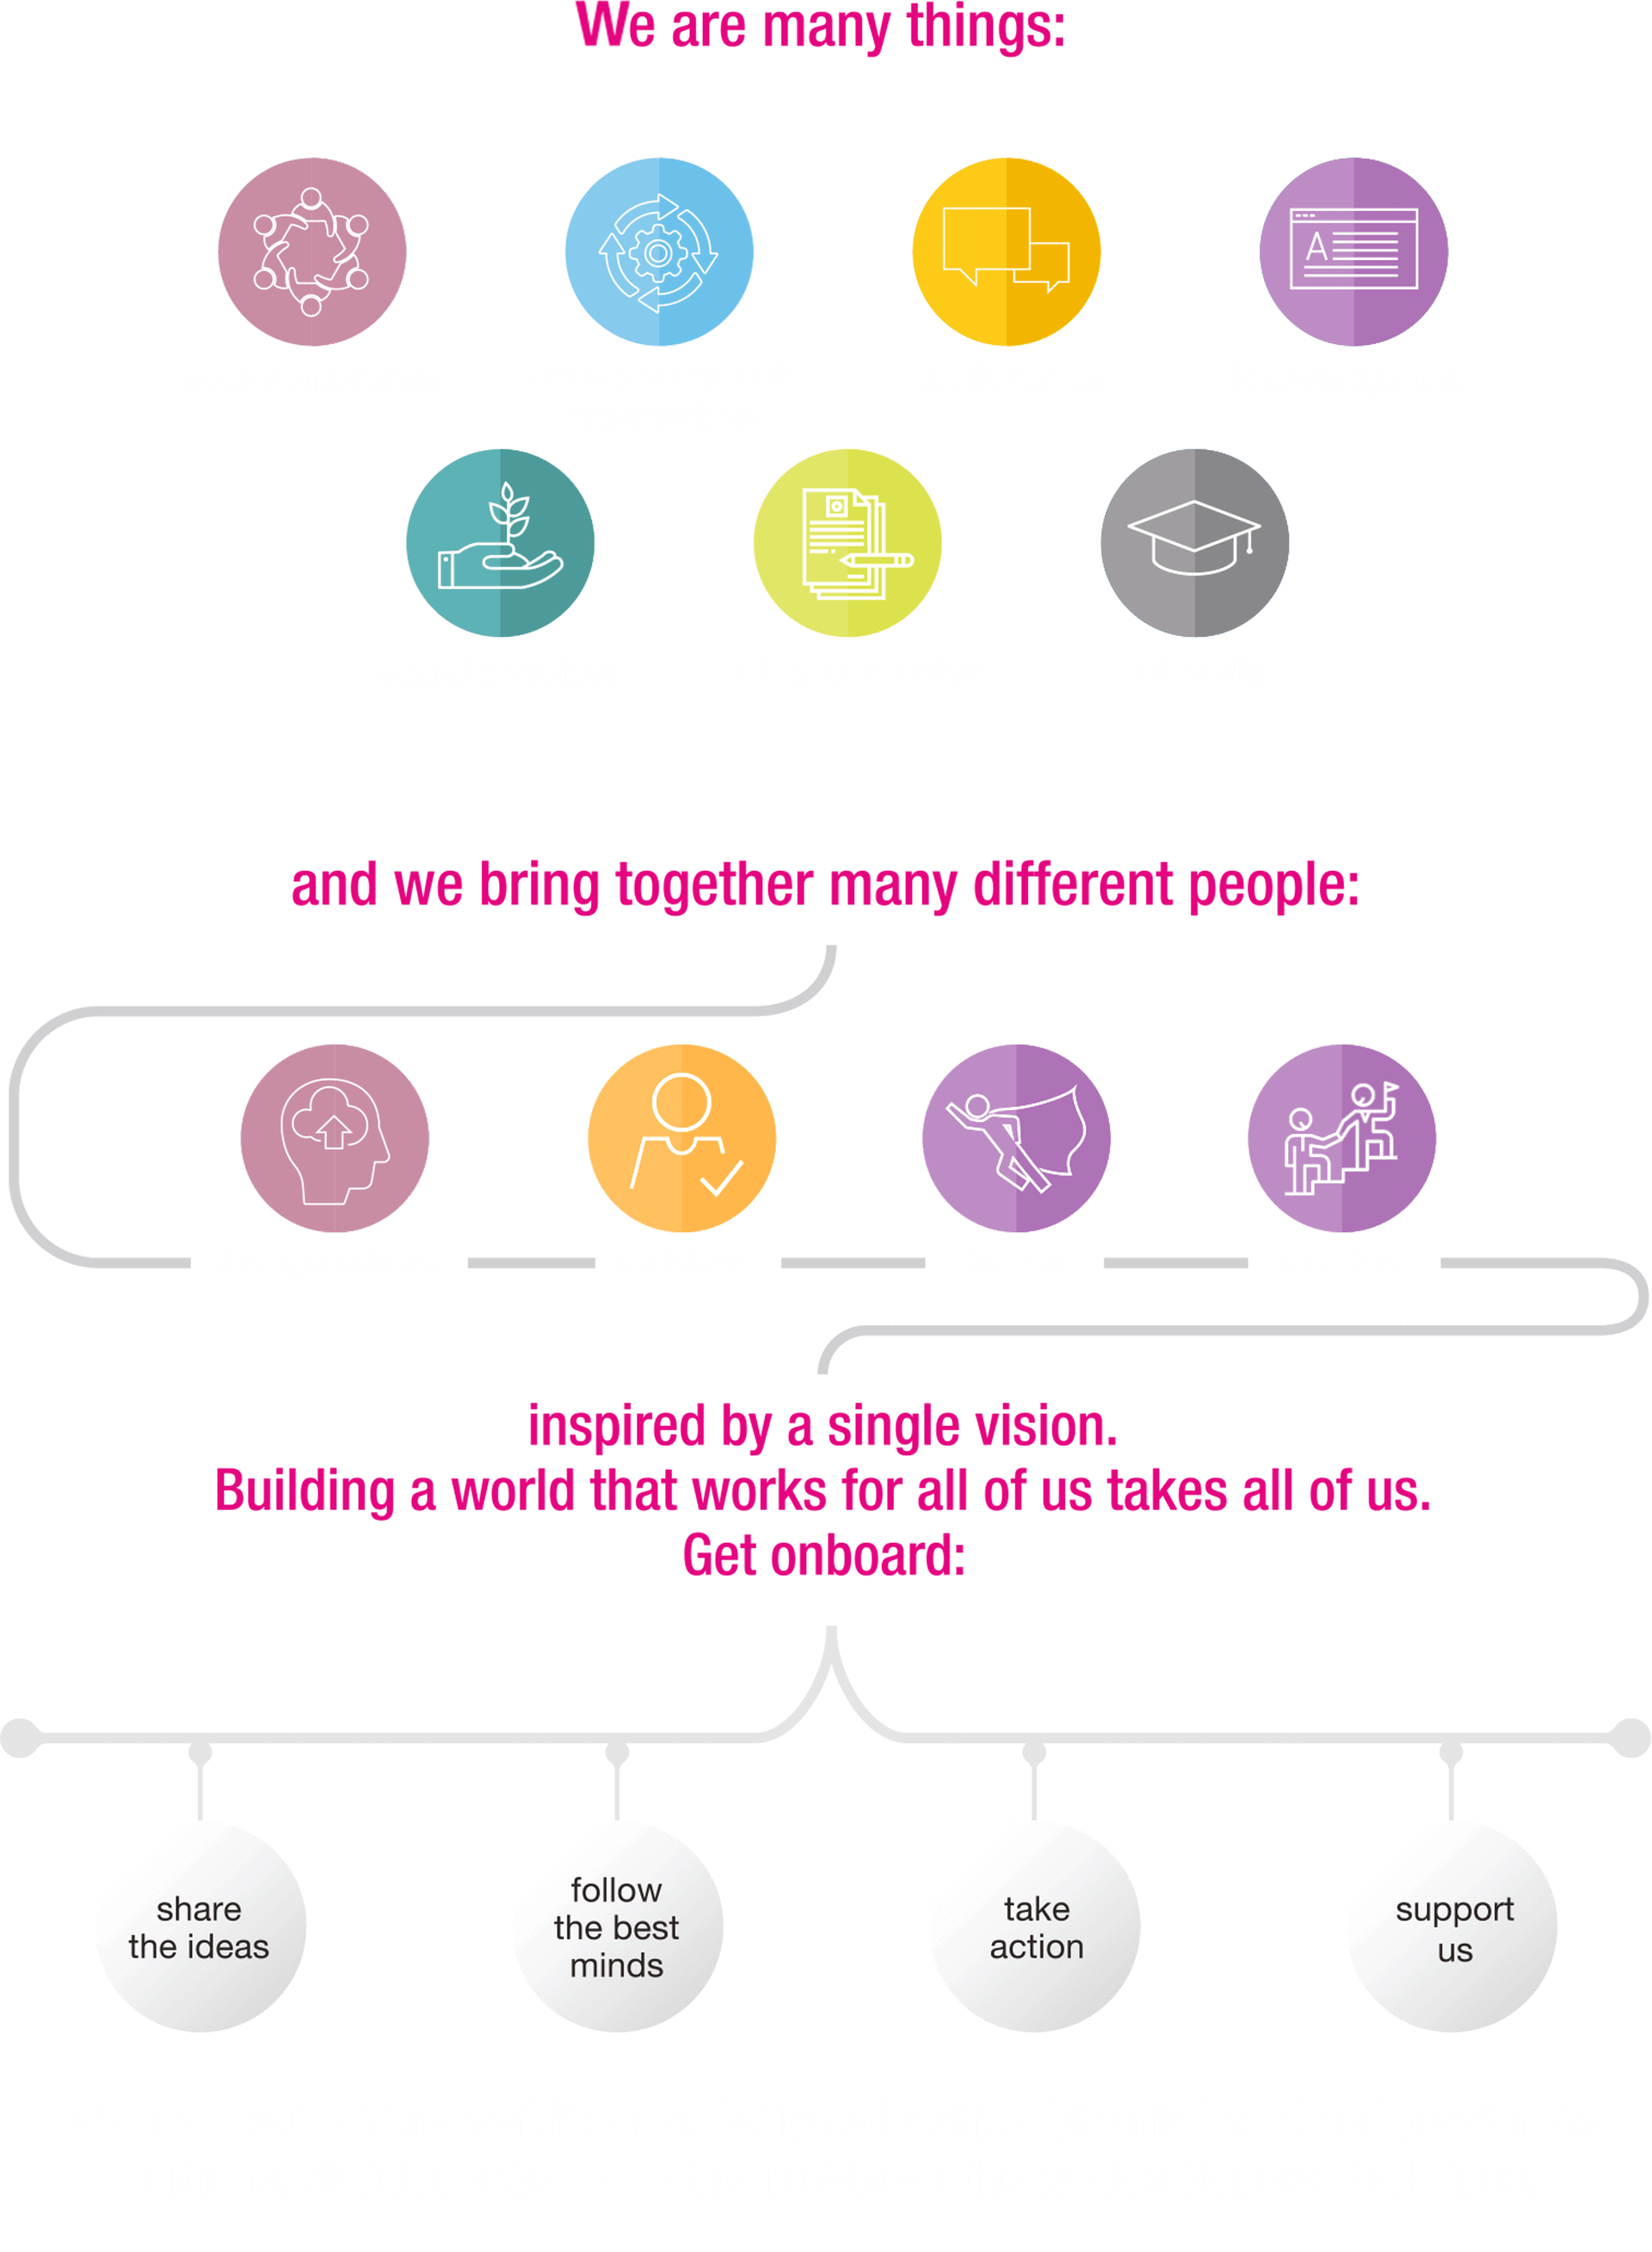 We are many things:
A
and we bring together many different people:
inspired by a single vision.
Building a world that works for all of us takes all of us.
Get onboard:
share
the ideas
follow
the best
minds
take
action
support
us